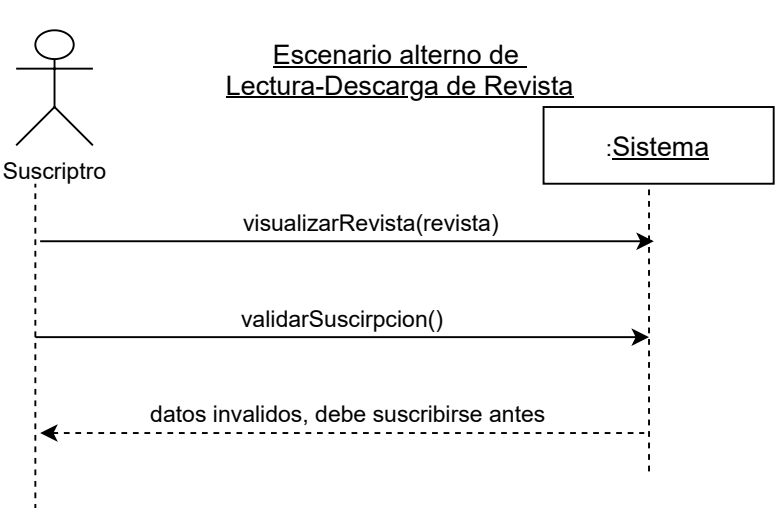 Escenario alterno de
Lectura-Descarga de Revista
:Sistema
Suscriptro
visualizarRevista(revista)
validarSuscirpcion()
datos invalidos, debe suscribirse antes